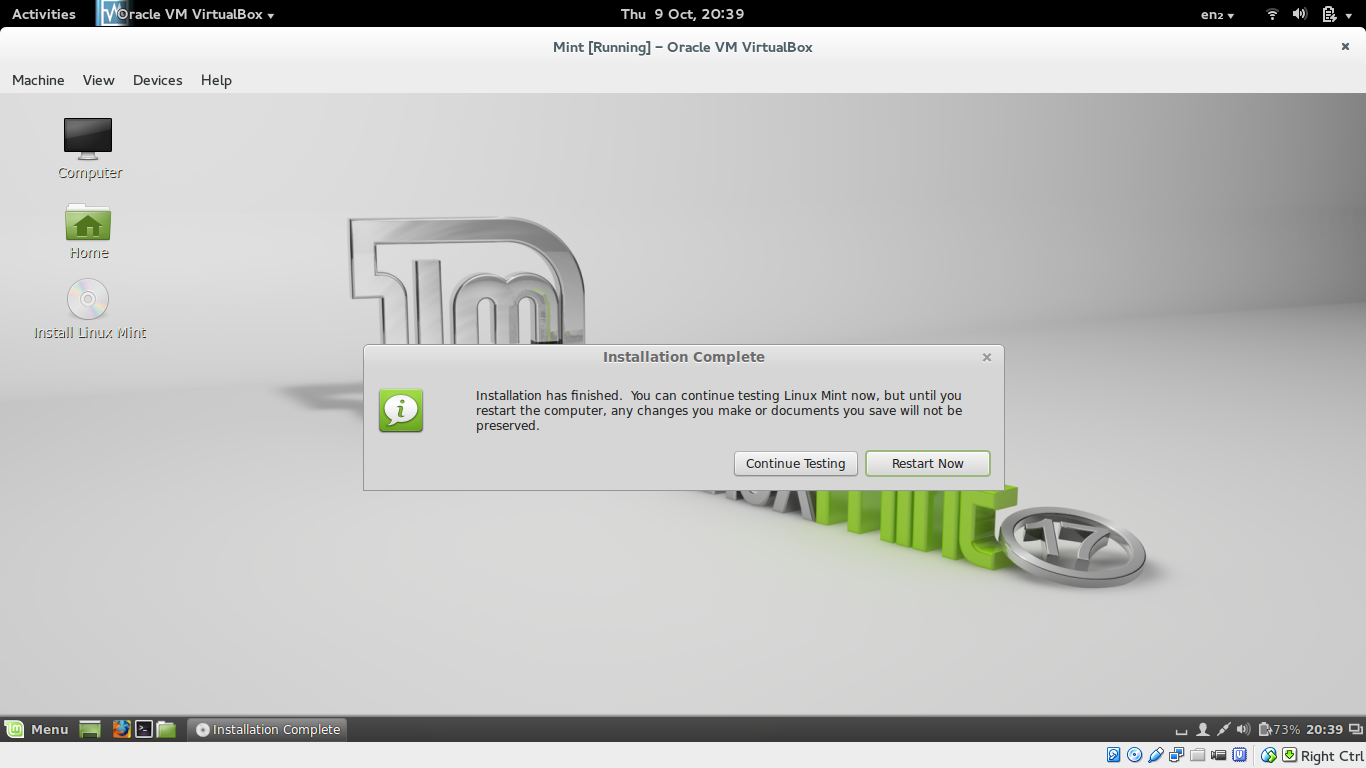 Activities
Oracle VM VirtualBox
Thu 9 Oct, 20:39
en2
Mint [Running] – Oracle VM VirtualBox
Machine View Devices Help
Computer
Home
Install Linux Mint
Installation Complete
Installation has finished. You can continue testing Linux Mint now, but until you
restart the computer, any changes you make or documents you save will not be
preserved.
Continue Testing
Restart Now
17
Menu
Installation Complete
73% 20:39
Right Ctrl